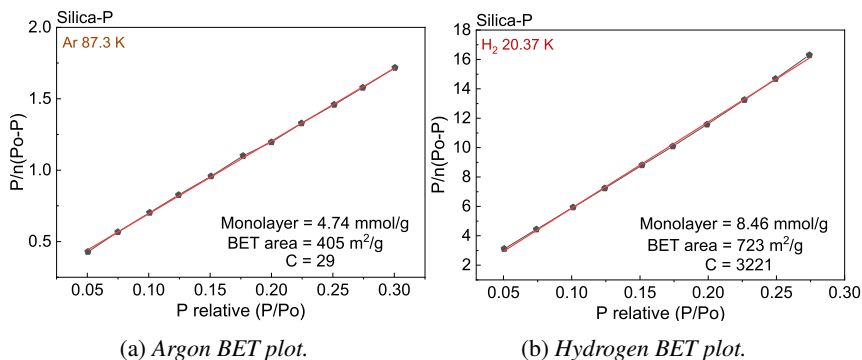 Silica-P
Ar 87.3 K
P/n(Po-P)
2.0
1.5
1.0
0.5
Monolayer = 4.74 mmol/g
BET area = 405 m²/g
C = 29
0.05 0.10 0.15 0.20 0.25 0.30
P relative (P/Po)
(a) Argon BET plot.
Silica-P
H₂ 20.37 K
P/n(Po-P)
18
16
14
12
10
8
6
4
2
Monolayer = 8.46 mmol/g
BET area = 723 m²/g
C = 3221
0.05 0.10 0.15 0.20 0.25 0.30
P relative (P/Po)
(b) Hydrogen BET plot.